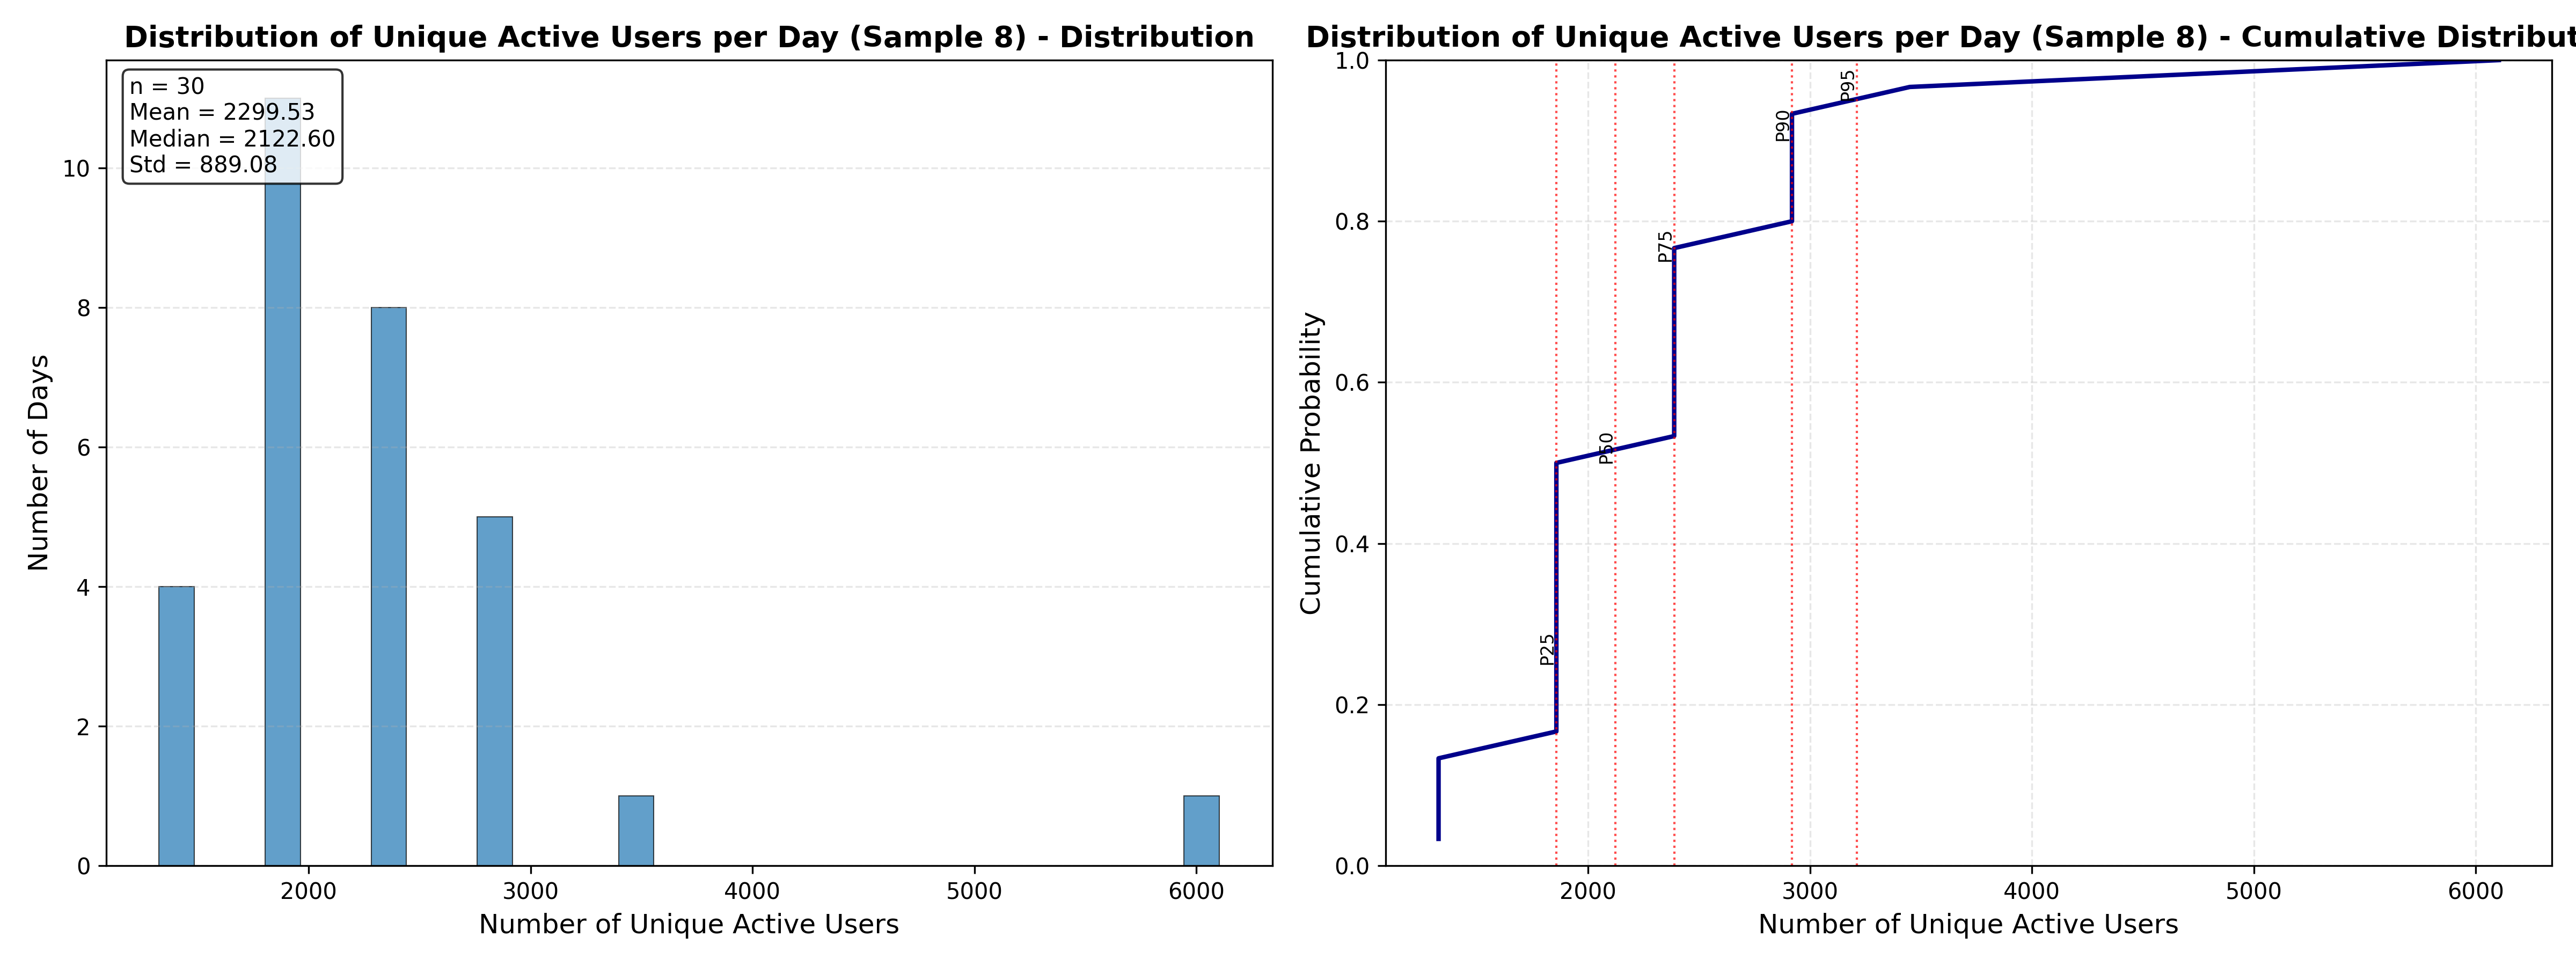 Distribution of Unique Active Users per Day (Sample 8) - Distribution
n = 30
Mean = 2299.53
Median = 2122.60
Std = 889.08
10
8
6
4
2
0
Number of Days
2000 3000 4000 5000 6000
Number of Unique Active Users
Distribution of Unique Active Users per Day (Sample 8) - Cumulative Distribut
1.0
0.8
0.6
0.4
0.2
0.0
Cumulative Probability
P25
P50
P75
P90
P95
2000 3000 4000 5000 6000
Number of Unique Active Users